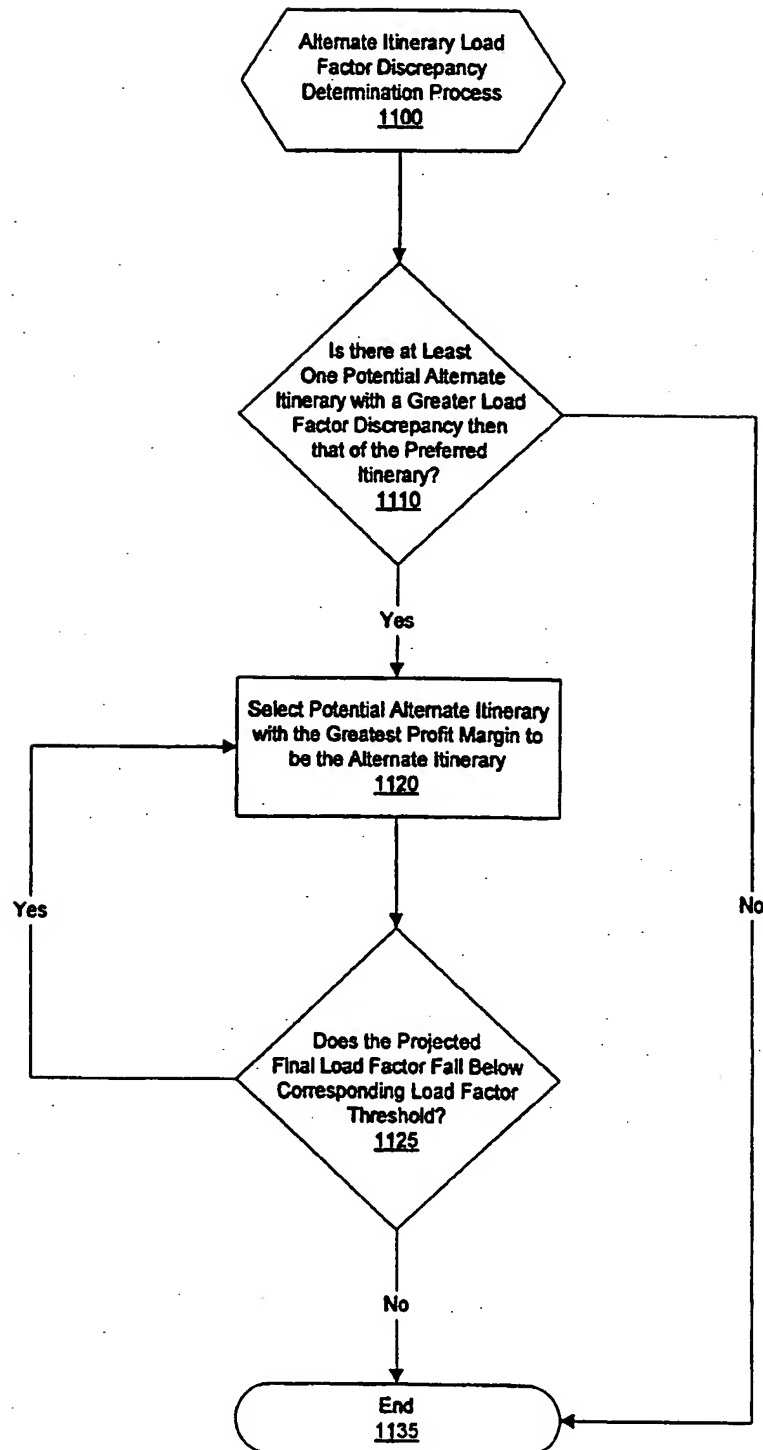 Alternate Itinerary Load
Factor Discrepancy
Determination Process
1100
Is there at Least
One Potential Alternate
Itinerary with a Greater Load
Factor Discrepancy then
that of the Preferred
Itinerary?
1110
Yes
Select Potential Alternate Itinerary
with the Greatest Profit Margin to
be the Alternate Itinerary
1120
Yes
No
Does the Projected
Final Load Factor Fall Below
Corresponding Load Factor
Threshold?
1125
No
End
1135